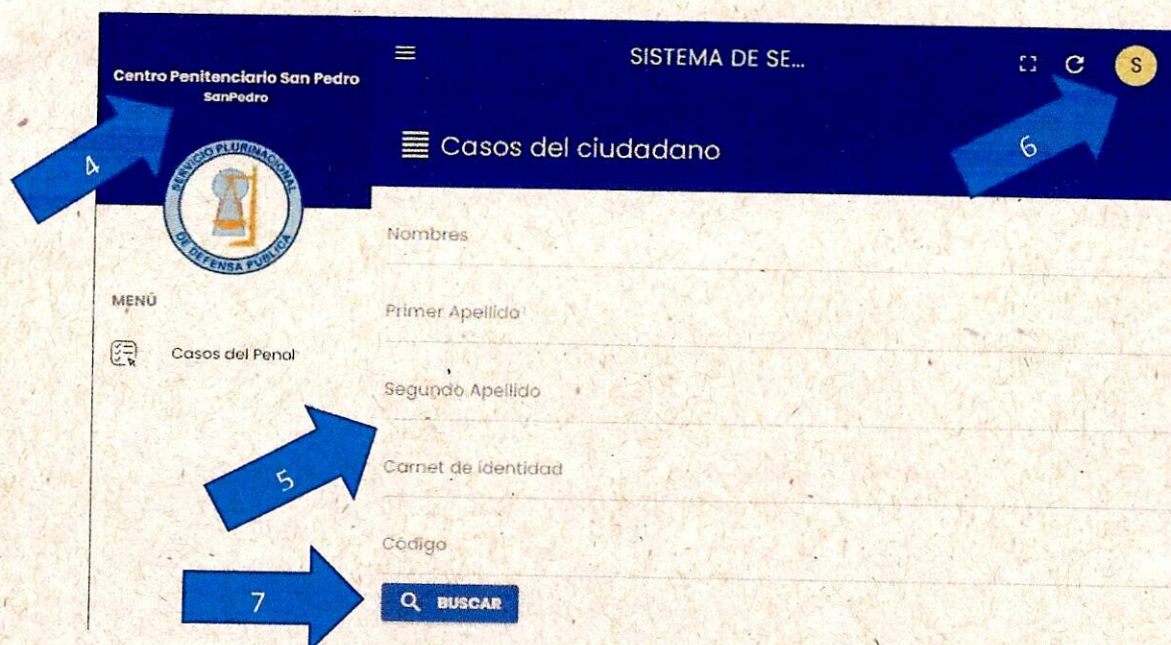 Centro Penitenciario San Pedro
SanPedro
SISTEMA DE SE...
S
4
6
Casos del ciudadano
SERVICIO PLURINACIONAL
DE DEFENSA PUBLICA
Nombres
MENÚ
Primer Apellido
Casos del Penal
Segundo Apellido
5
Carnet de identidad
Código
7
BUSCAR